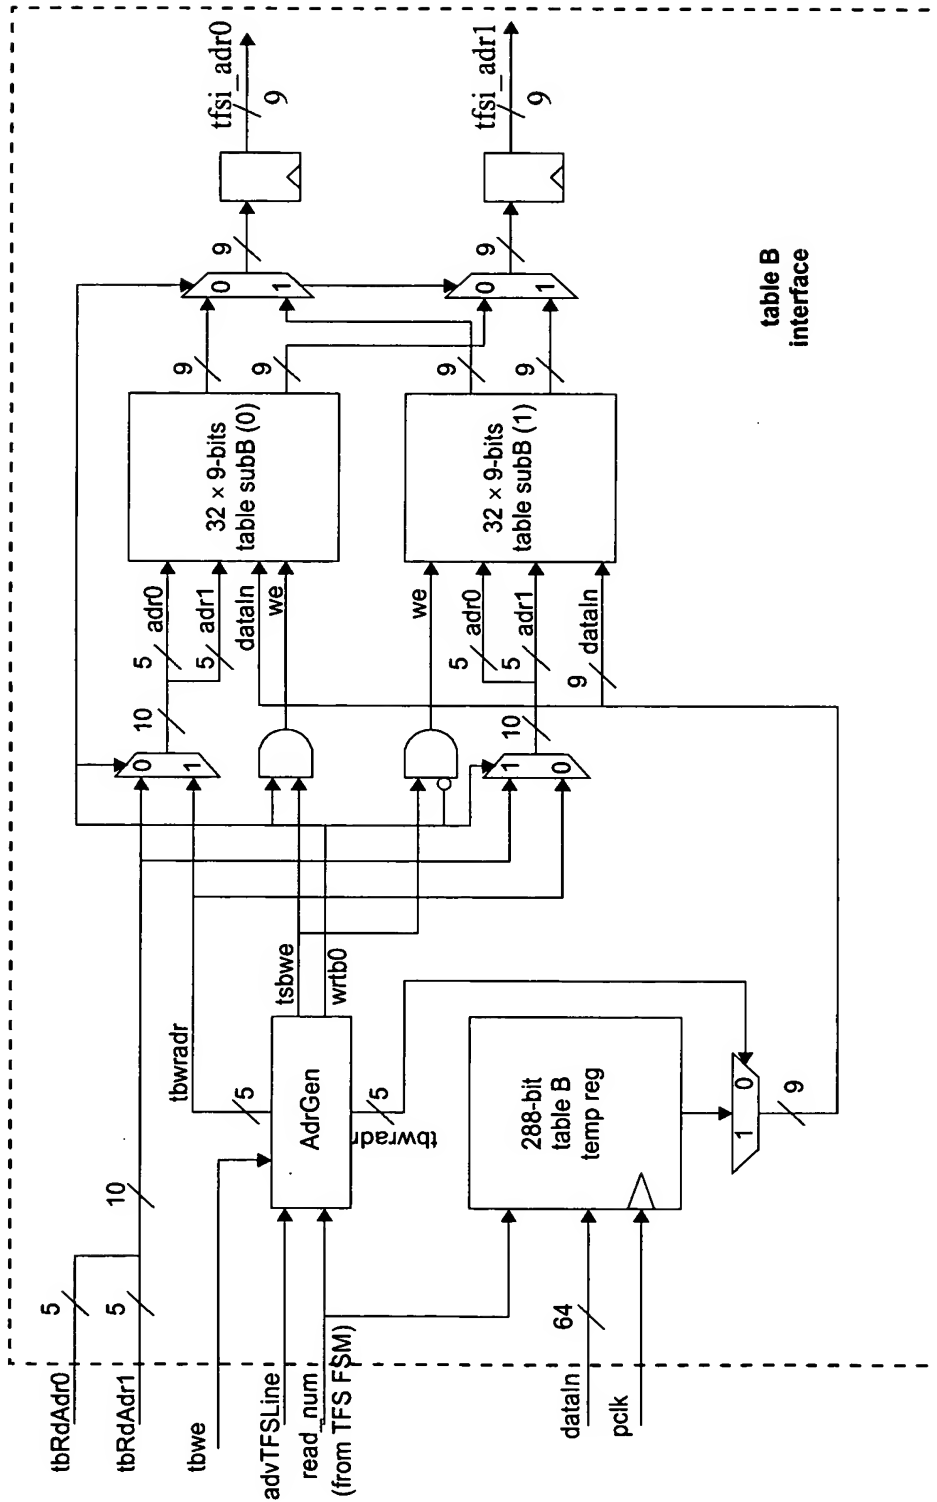 tbRdAdr0
5
tbRdAdr1
5
10
tbwe
advTFSLine
read_num
(from TFS FSM)
dataIn
64
pclk
tbwradr
5
AdrGen
tsbwe
wrtb0
5
tbwradr
288-bit
table B
temp reg
1
0
9
0
1
10
5
adr0
5
adr1
dataIn
we
32 × 9-bits
table subB (0)
9
9
we
5
adr0
5
adr1
10
1
0
9
dataIn
32 × 9-bits
table subB (1)
9
9
0
1
9
tfsi_adr0
9
0
1
9
tfsi_adr1
9
table B
interface